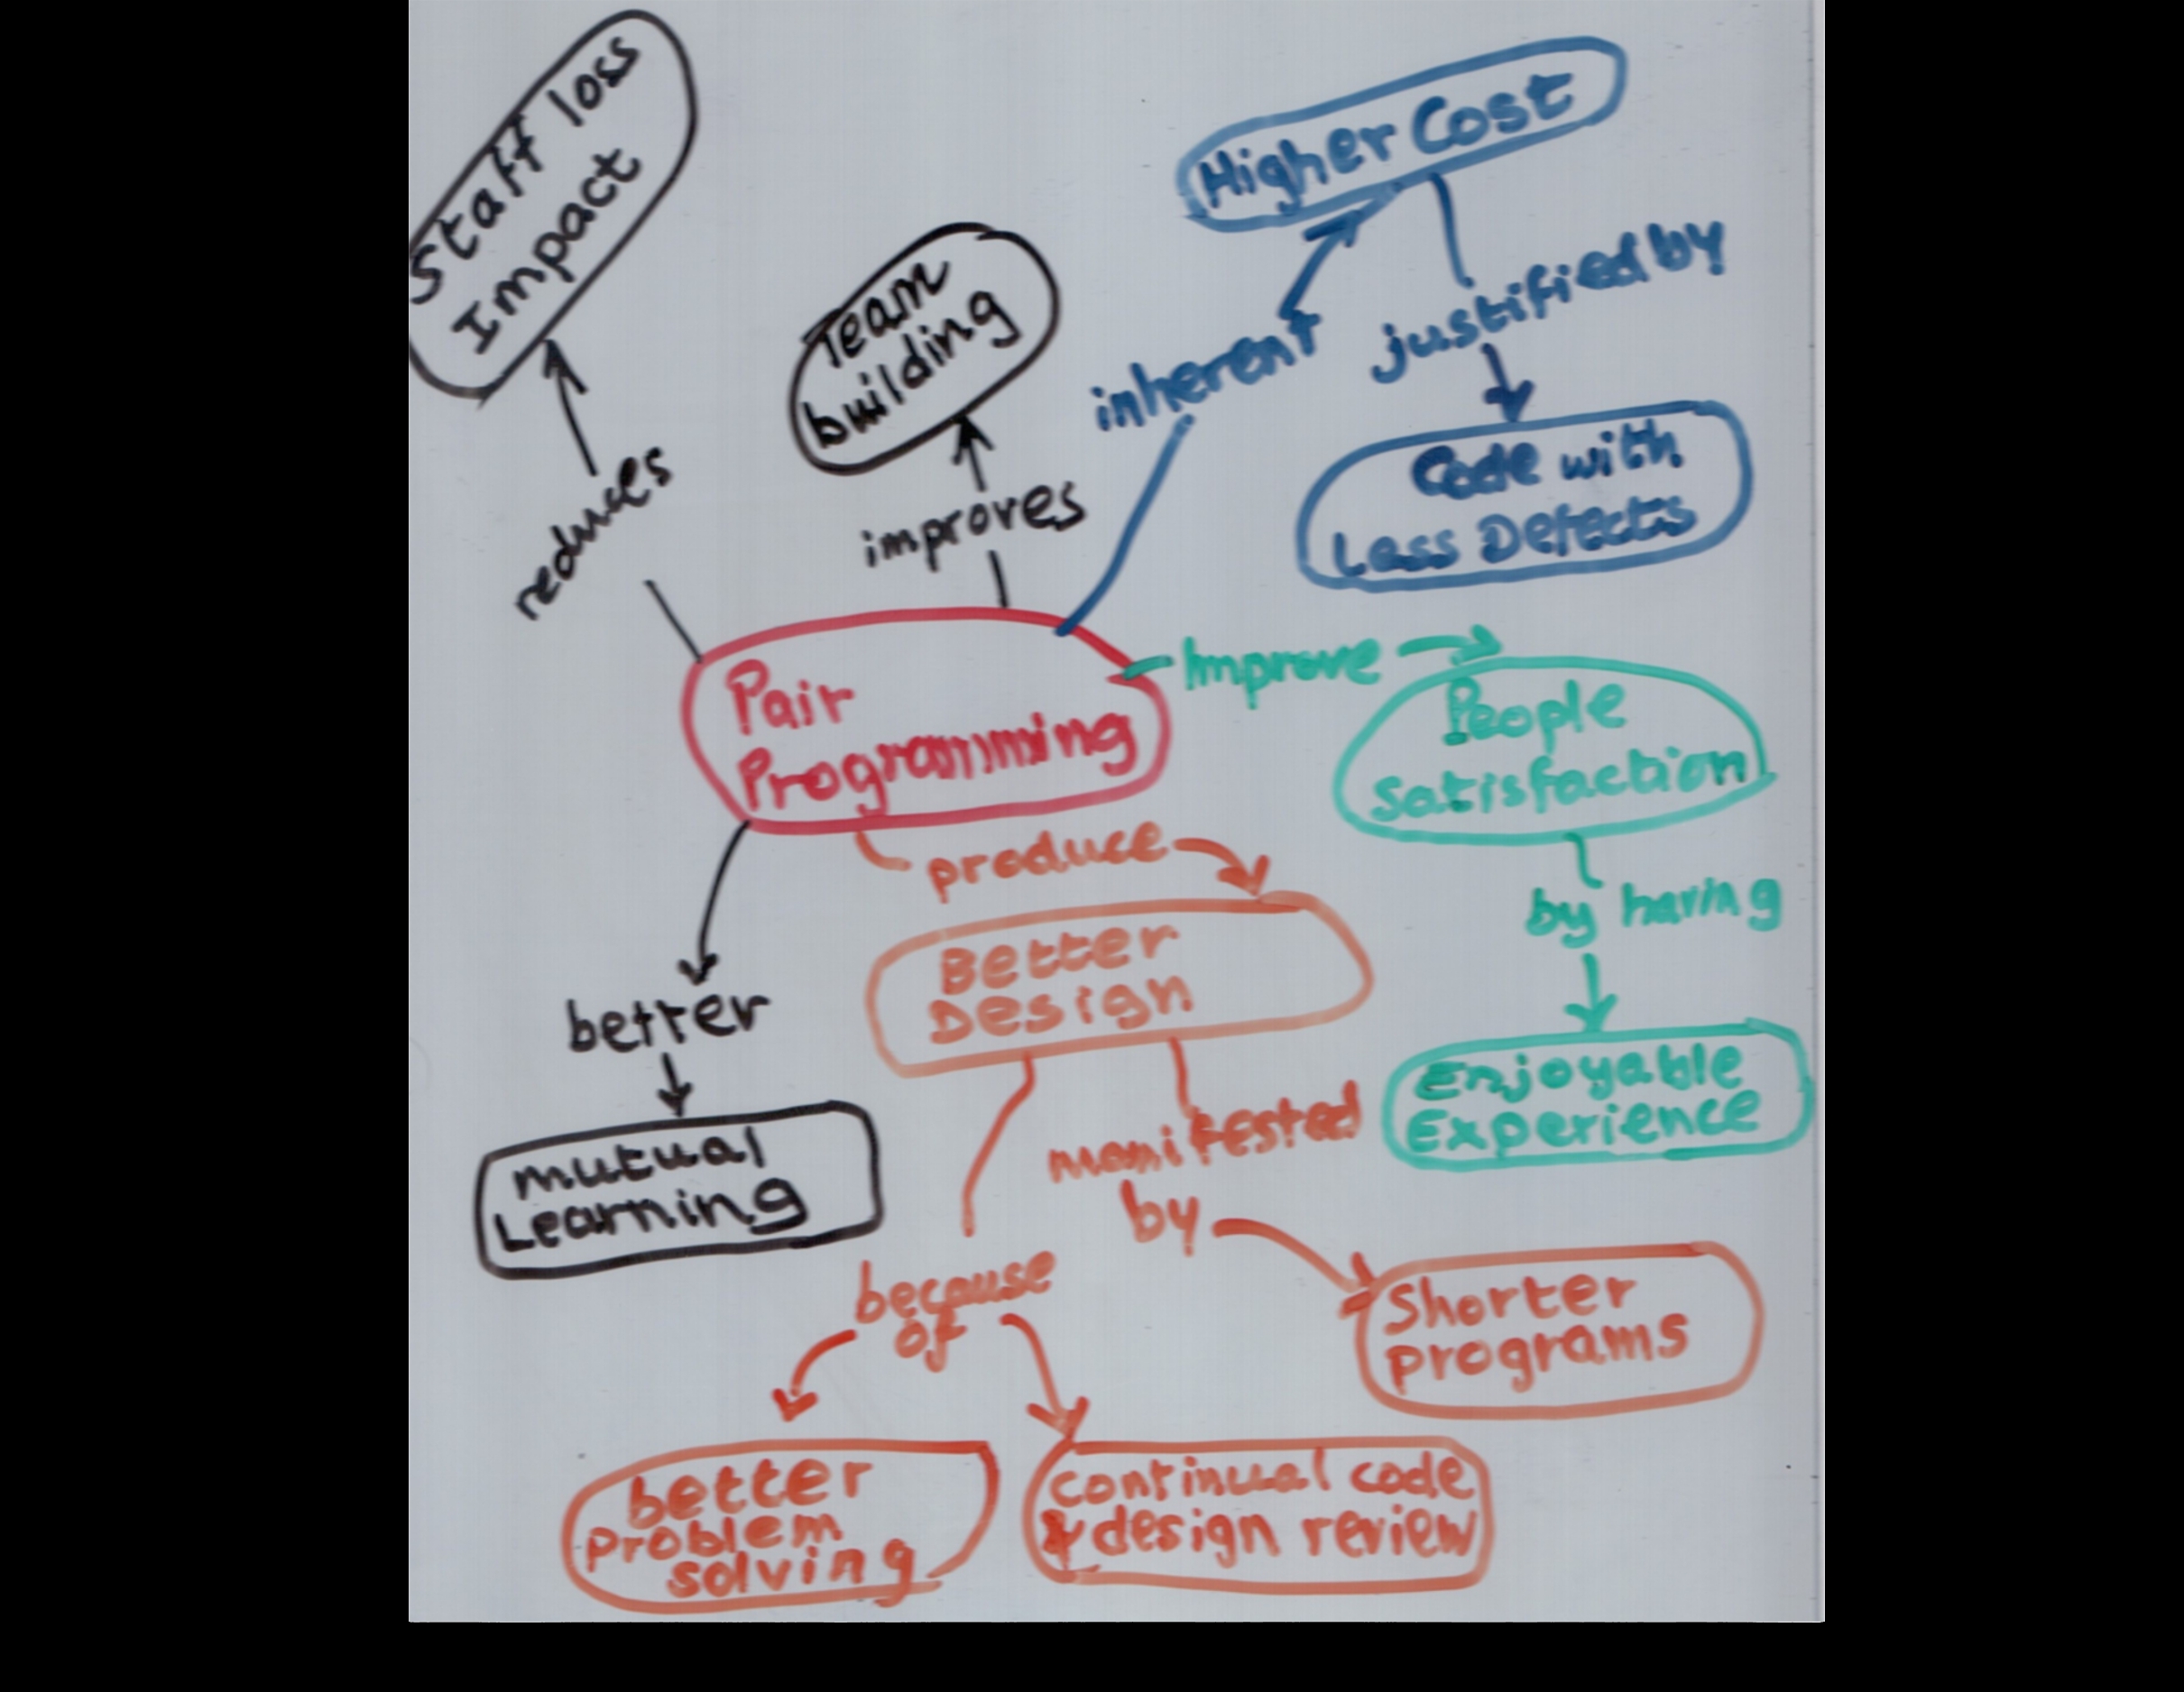 Staff loss
Impact
Team
building
Higher Cost
inherent
justified by
Code with
Less Defects
reduces
improves
Pair
Programming
Improve
People
Satisfaction
by having
Enjoyable
Experience
produce
Better
Design
better
mutual
Learning
manifested
by
Shorter
programs
because
of
better
problem
solving
continual code
& design review